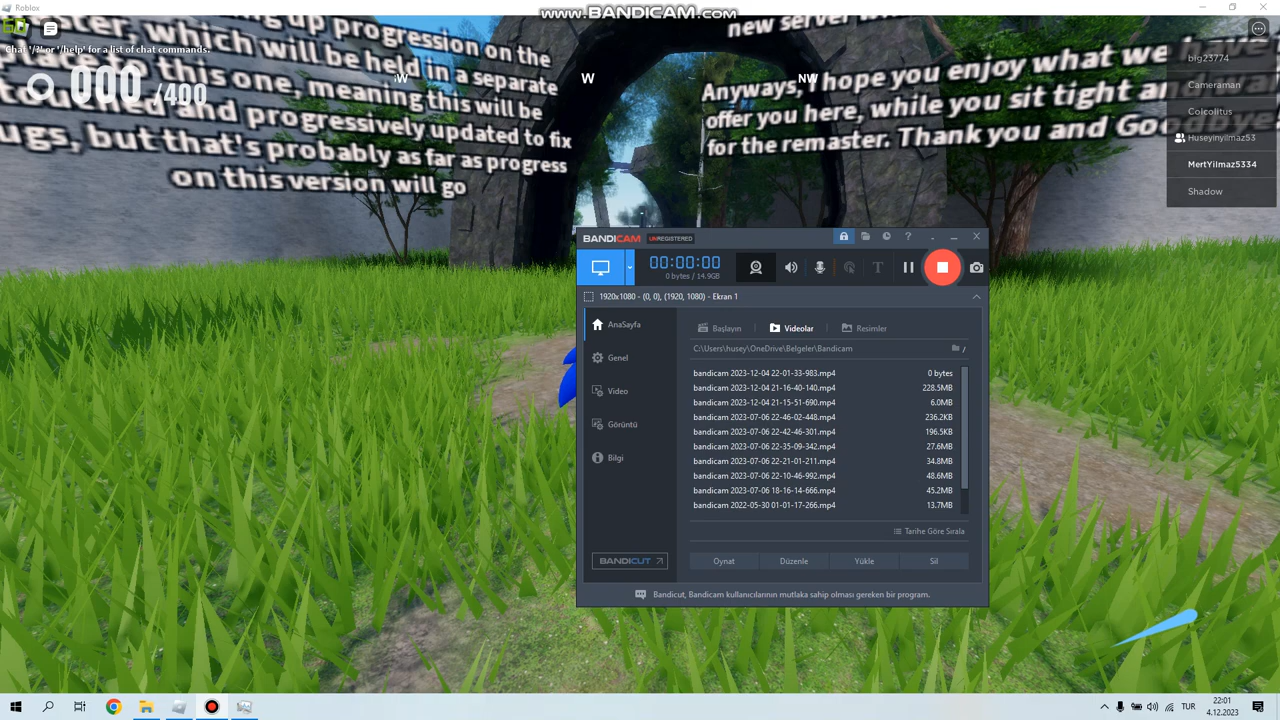 Roblox
www.BANDICAM.com
60
Chat '/?' or '/help' for a list of chat commands.
000 /400
up progression on the
which will be held in a separate
place to this one, meaning this will be
and progressively updated to fix
bugs, but that's probably as far as progress
on this version will go
W
NW
new server
Anyways, I hope you enjoy what we
offer you here, while you sit tight and
for the remaster. Thank you and
big23774
Cameraman
Colcolitus
Huseyinyilmaz53
MertYilmaz5334
Shadow
BANDICAM UNREGISTERED
00:00:00
0 bytes / 14.9GB
1920x1080 - (0, 0), (1920, 1080) - Ekran 1
AnaSayfa
Genel
Video
Görüntü
Bilgi
BANDICUT
Başlayın
Videolar
Resimler
C:\Users\husey\OneDrive\Belgeler\Bandicam
bandicam 2023-12-04 22-01-33-983.mp4 0 bytes
bandicam 2023-12-04 21-16-40-140.mp4 228.5MB
bandicam 2023-12-04 21-15-51-690.mp4 6.0MB
bandicam 2023-07-06 22-46-02-448.mp4 236.2KB
bandicam 2023-07-06 22-42-46-301.mp4 196.5KB
bandicam 2023-07-06 22-35-09-342.mp4 27.6MB
bandicam 2023-07-06 22-21-01-211.mp4 34.8MB
bandicam 2023-07-06 22-10-46-992.mp4 48.6MB
bandicam 2023-07-06 18-16-14-666.mp4 45.2MB
bandicam 2022-05-30 01-01-17-266.mp4 13.7MB
Tarihe Göre Sırala
Oynat Düzenle Yükle Sil
Bandicut, Bandicam kullanıcılarının mutlaka sahip olması gereken bir program.
TUR
22:01
4.12.2023